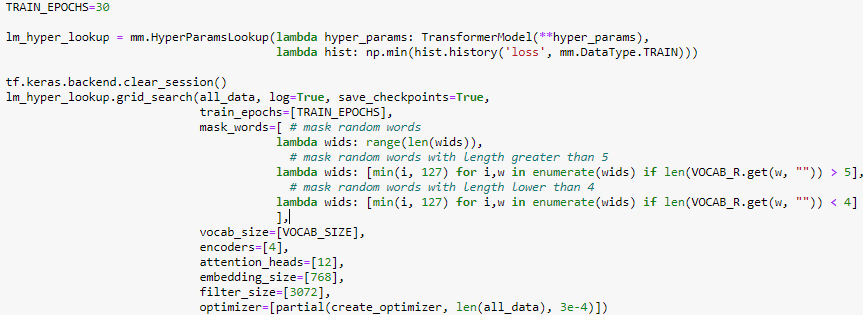 TRAIN_EPOCHS=30
lm_hyper_lookup = mm.HyperParamsLookup(lambda hyper_params: TransformerModel(**hyper_params),
lambda hist: np.min(hist.history('loss', mm.DataType.TRAIN)))
tf.keras.backend.clear_session()
lm_hyper_lookup.grid_search(all_data, log=True, save_checkpoints=True,
train_epochs=[TRAIN_EPOCHS],
mask_words=[ # mask random words
lambda wids: range(len(wids)),
# mask random words with length greater than 5
lambda wids: [min(i, 127) for i,w in enumerate(wids) if len(VOCAB_R.get(w, "")) > 5],
# mask random words with length lower than 4
lambda wids: [min(i, 127) for i,w in enumerate(wids) if len(VOCAB_R.get(w, "")) < 4]
],
vocab_size=[VOCAB_SIZE],
encoders=[4],
attention_heads=[12],
embedding_size=[768],
filter_size=[3072],
optimizer=[partial(create_optimizer, len(all_data), 3e-4)])